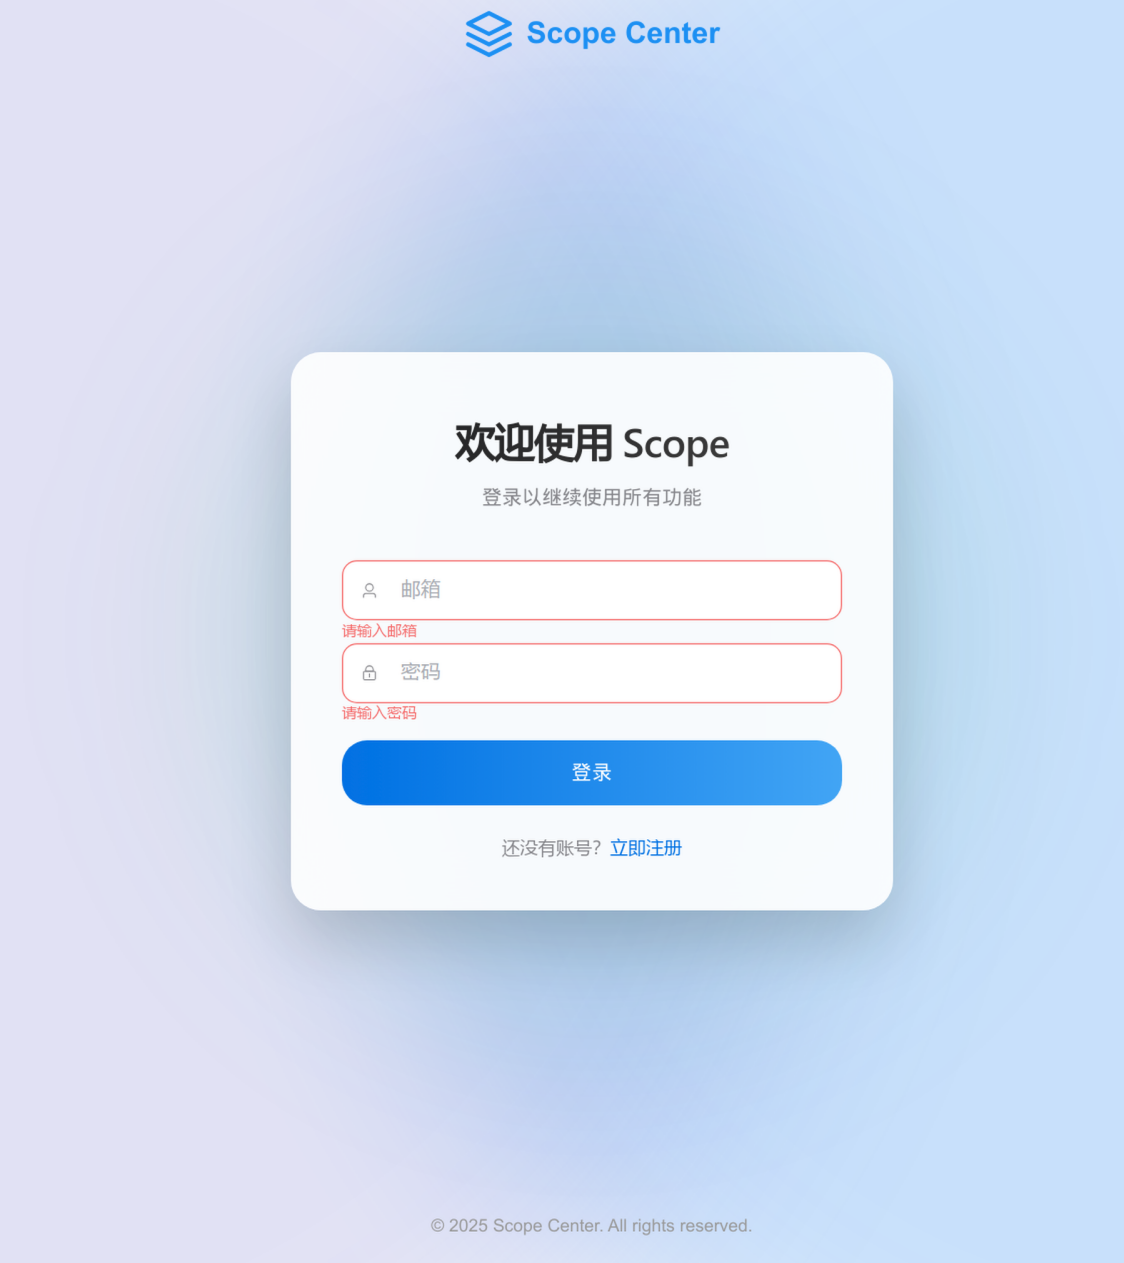 Scope Center
欢迎使用 Scope
登录以继续使用所有功能
邮箱
请输入邮箱
密码
请输入密码
登录
还没有账号？立即注册
© 2025 Scope Center. All rights reserved.